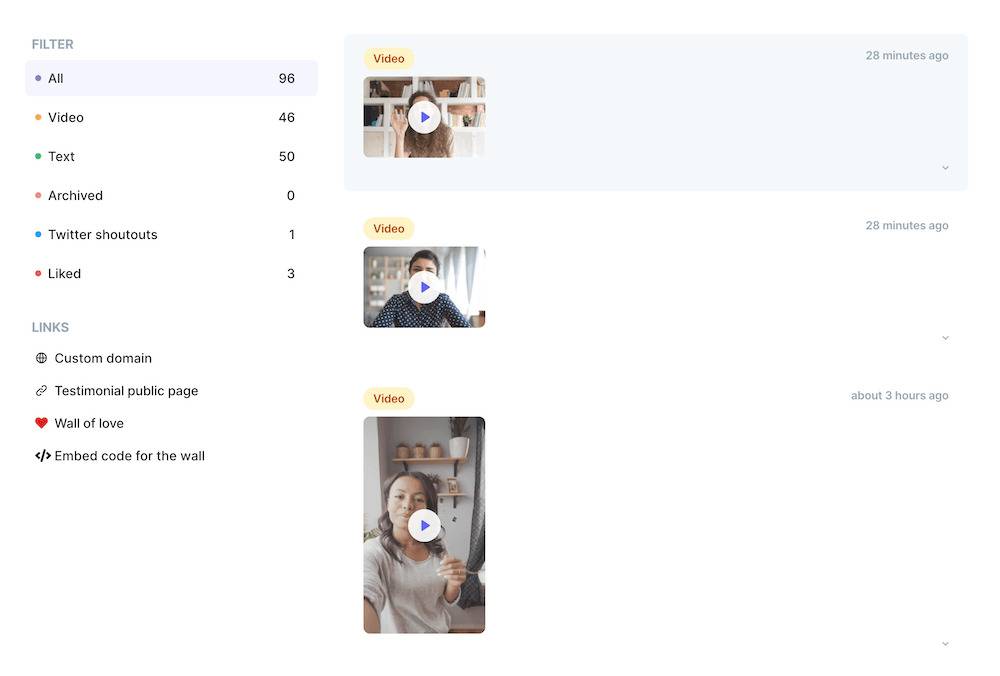 FILTER
All 96
Video 46
Text 50
Archived 0
Twitter shoutouts 1
Liked 3
LINKS
Custom domain
Testimonial public page
Wall of love
Embed code for the wall
Video 28 minutes ago
Video 28 minutes ago
Video about 3 hours ago